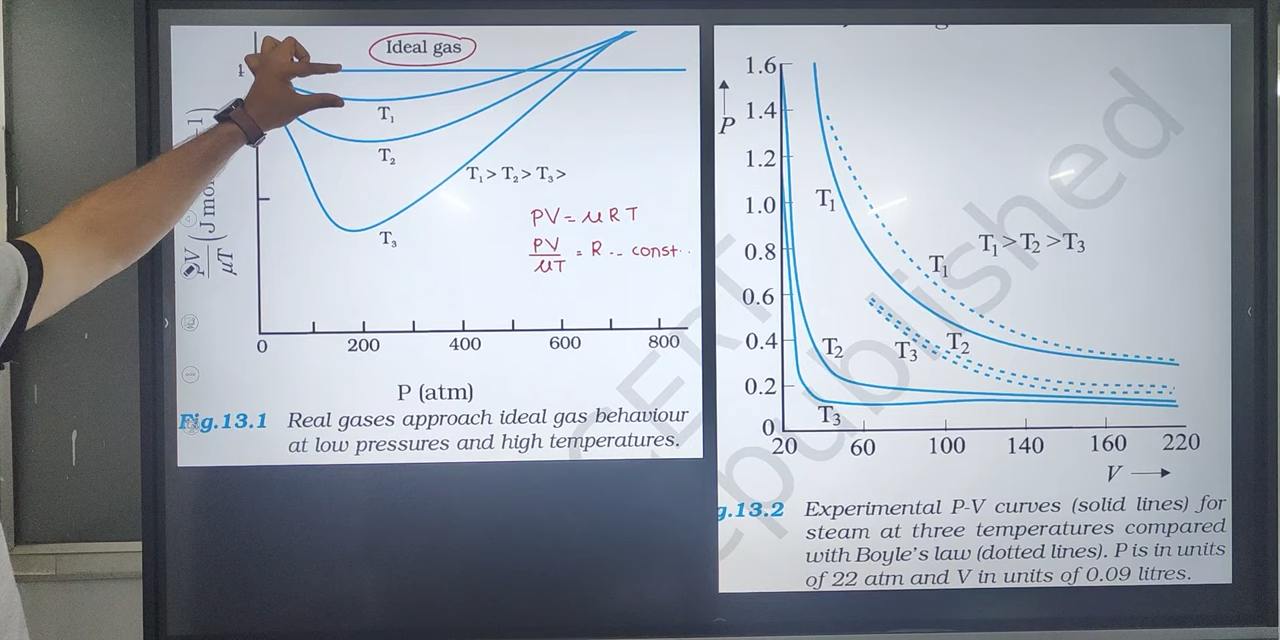 Ideal gas
1
T₁
T₂
T₃
T₁ > T₂ > T₃ >
PV = μRT
PV/μT = R -- const..
PV/μT (J mol
0 200 400 600 800
P (atm)
Fig.13.1 Real gases approach ideal gas behaviour
at low pressures and high temperatures.
P
1.6
1.4
1.2
1.0
0.8
0.6
0.4
0.2
0
T₁
T₁
T₁ > T₂ > T₃
T₂
T₃
T₂
T₃
20 60 100 140 160 220
V
g.13.2 Experimental P-V curves (solid lines) for
steam at three temperatures compared
with Boyle's law (dotted lines). P is in units
of 22 atm and V in units of 0.09 litres.